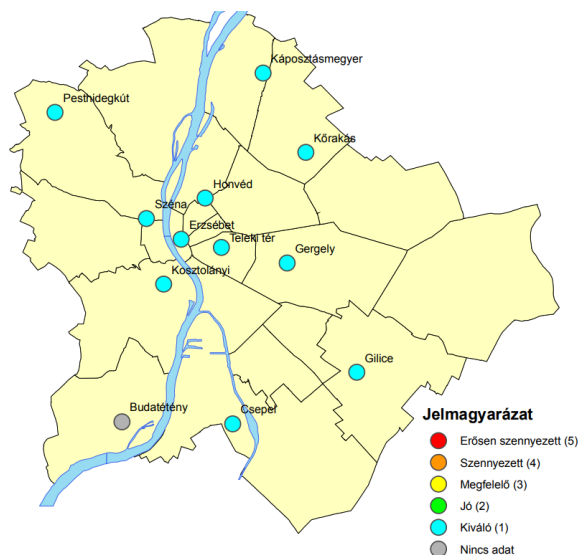 Káposztásmegyer
Pesthidegkút
Kőrakás
Honvéd
Széna
Erzsébet
Teleki tér
Gergely
Kosztolányi
Gilice
Budatétény
Csepel
Jelmagyarázat
Erősen szennyezett (5)
Szennyezett (4)
Megfelelő (3)
Jó (2)
Kiváló (1)
Nincs adat